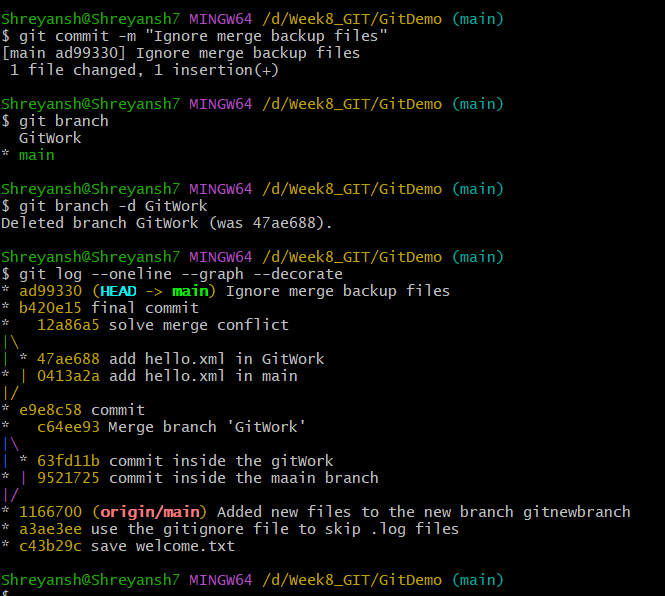 Shreyansh@Shreyansh7 MINGW64 /d/Week8_GIT/GitDemo (main)
$ git commit -m "Ignore merge backup files"
[main ad99330] Ignore merge backup files
 1 file changed, 1 insertion(+)

Shreyansh@Shreyansh7 MINGW64 /d/Week8_GIT/GitDemo (main)
$ git branch
  GitWork
* main

Shreyansh@Shreyansh7 MINGW64 /d/Week8_GIT/GitDemo (main)
$ git branch -d GitWork
Deleted branch GitWork (was 47ae688).

Shreyansh@Shreyansh7 MINGW64 /d/Week8_GIT/GitDemo (main)
$ git log --oneline --graph --decorate
* ad99330 (HEAD -> main) Ignore merge backup files
* b420e15 final commit
*   12a86a5 solve merge conflict
|\
| * 47ae688 add hello.xml in GitWork
* | 0413a2a add hello.xml in main
|/
* e9e8c58 commit
*   c64ee93 Merge branch 'GitWork'
|\
| * 63fd11b commit inside the gitWork
* | 9521725 commit inside the maain branch
|/
* 1166700 (origin/main) Added new files to the new branch gitnewbranch
* a3ae3ee use the gitignore file to skip .log files
* c43b29c save welcome.txt

Shreyansh@Shreyansh7 MINGW64 /d/Week8_GIT/GitDemo (main)
$